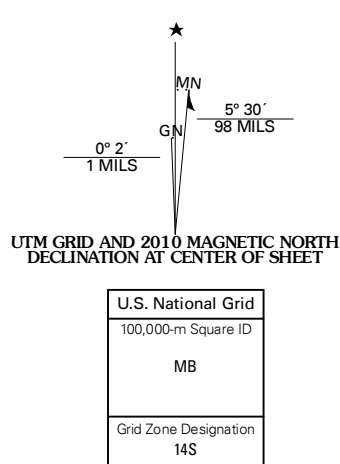 MN
GN
5° 30´
98 MILS
0° 2´
1 MILS
UTM GRID AND 2010 MAGNETIC NORTH
DECLINATION AT CENTER OF SHEET
U.S. National Grid
100,000-m Square ID
MB
Grid Zone Designation
14S